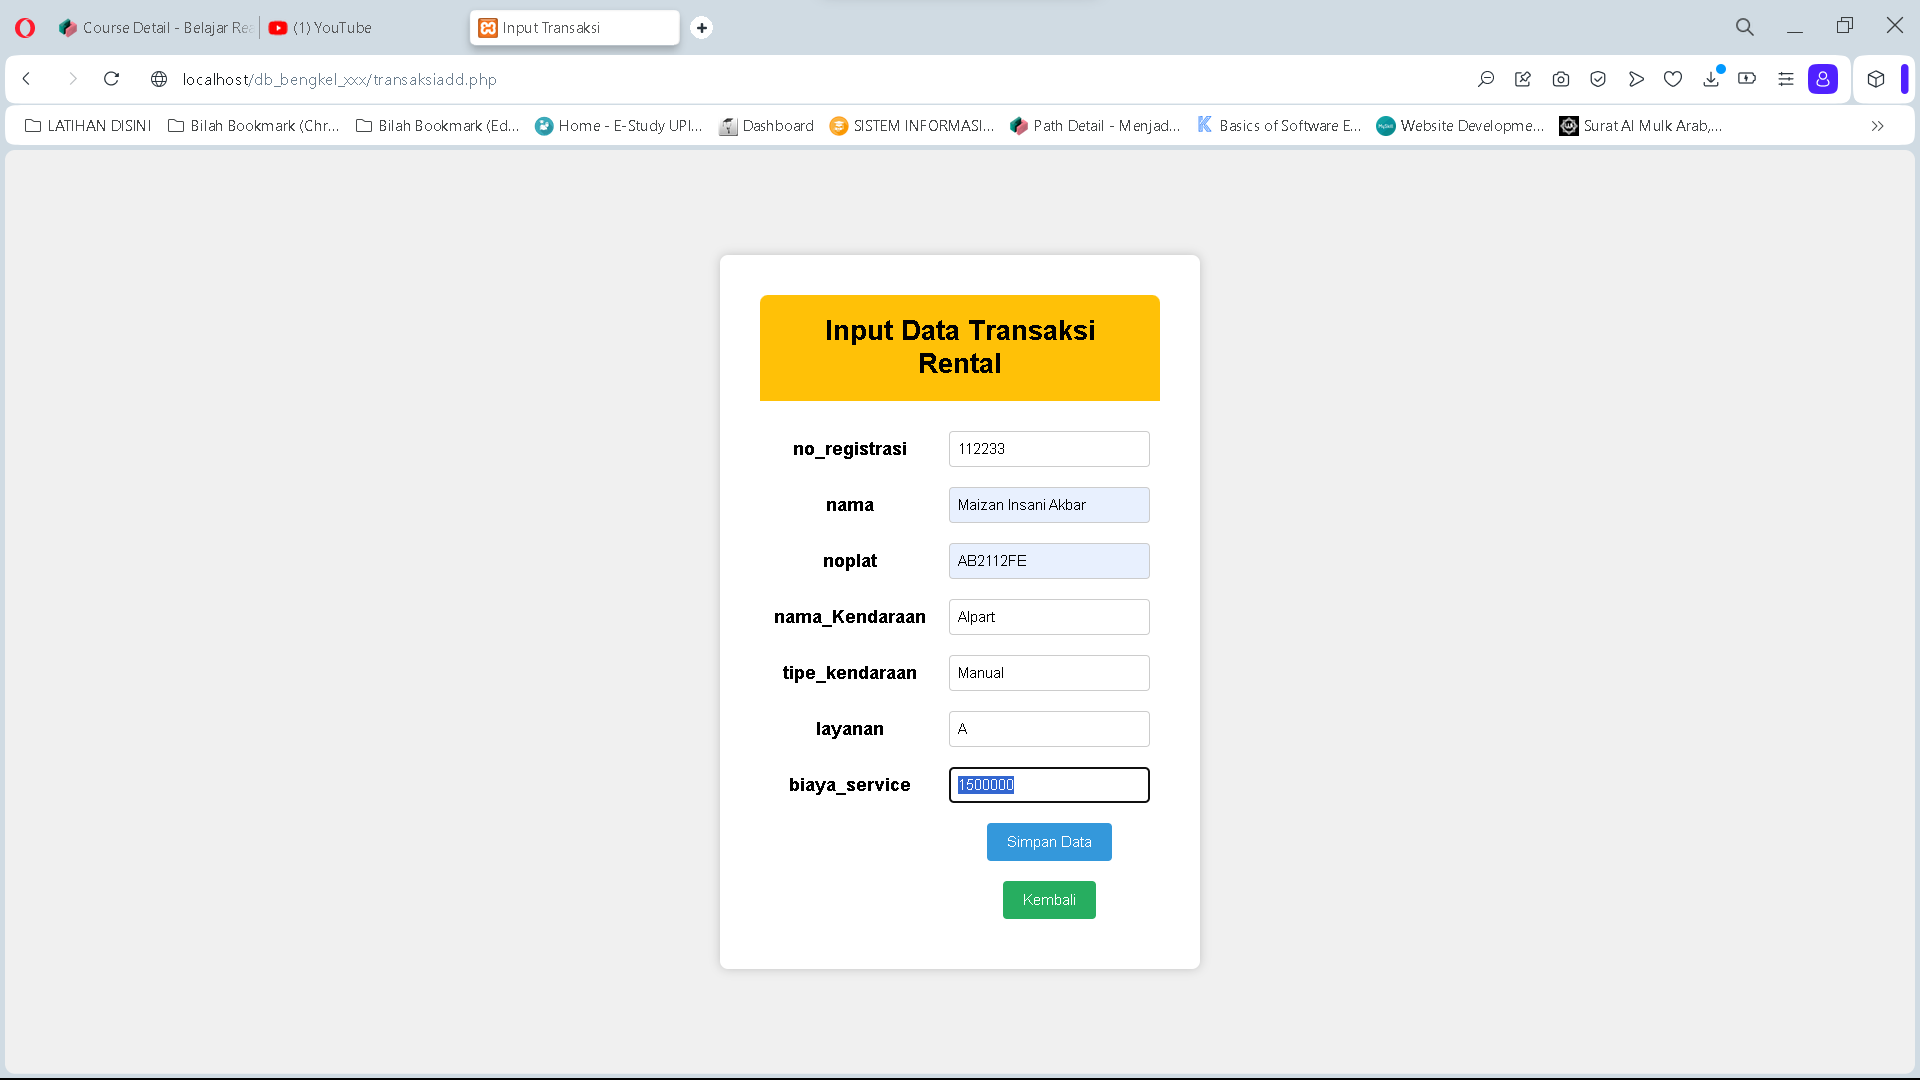 Course Detail - Belajar Rea
(1) YouTube
Input Transaksi
localhost/db_bengkel_xxx/transaksiadd.php
LATIHAN DISINI
Bilah Bookmark (Chr...
Bilah Bookmark (Ed...
Home - E-Study UPI...
Dashboard
SISTEM INFORMASI...
Path Detail - Menjad...
Basics of Software E...
Website Developme...
Surat Al Mulk Arab,...
Input Data Transaksi
Rental
no_registrasi 112233
nama Maizan Insani Akbar
noplat AB2112FE
nama_Kendaraan Alpart
tipe_kendaraan Manual
layanan A
biaya_service 1500000
Simpan Data
Kembali